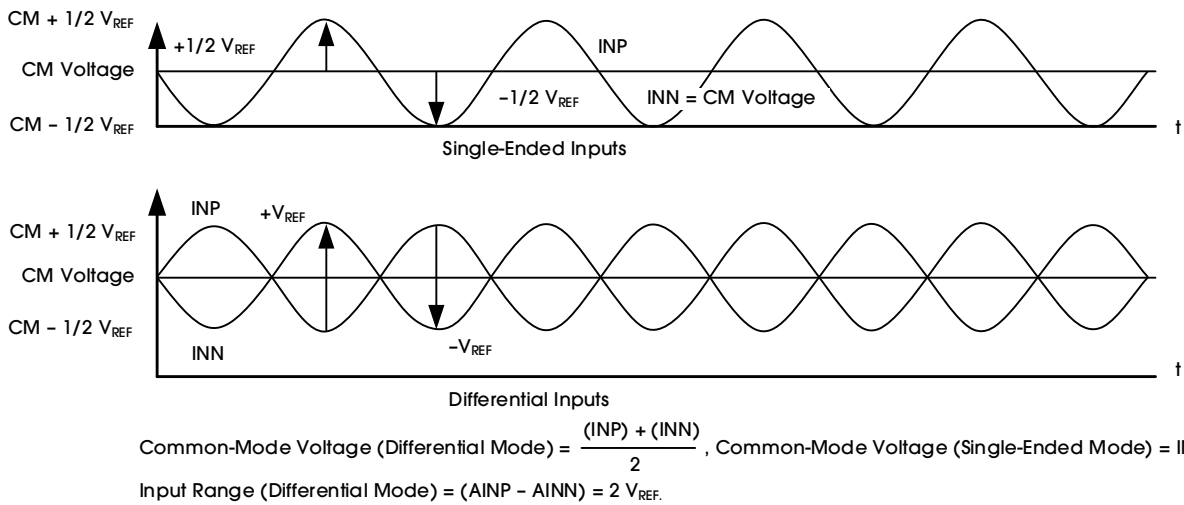 CM + 1/2 VREF
+1/2 VREF
INP
CM Voltage
–1/2 VREF
INN = CM Voltage
CM – 1/2 VREF
t
Single-Ended Inputs
INP
+VREF
CM + 1/2 VREF
CM Voltage
CM – 1/2 VREF
INN
–VREF
t
Differential Inputs
Common-Mode Voltage (Differential Mode) = (INP) + (INN) / 2 , Common-Mode Voltage (Single-Ended Mode) =
Input Range (Differential Mode) = (AINP – AINN) = 2 VREF.